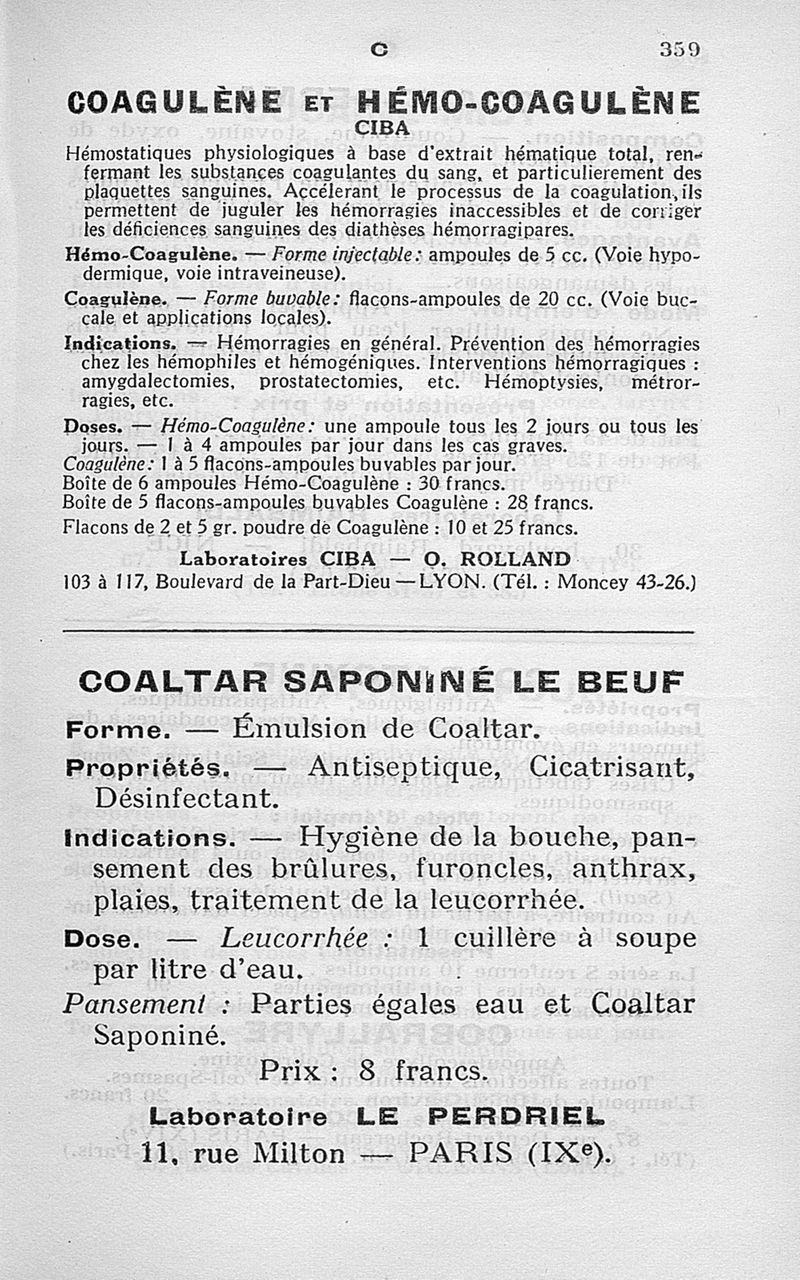 C 359
COAGULÈNE ET HÉMO-COAGULÈNE
CIBA
Hémostatiques physiologiques à base d'extrait hématique total, ren-
fermant les substances coagulantes du sang, et particulierement des
plaquettes sanguines. Accélerant le processus de la coagulation, ils
permettent de juguler les hémorragies inaccessibles et de corriger
les déficiences sanguines des diathèses hémorragipares.
Hémo-Coagulène. — Forme injectable : ampoules de 5 cc. (Voie hypo-
dermique, voie intraveineuse).
Coagulène. — Forme buvable : flacons-ampoules de 20 cc. (Voie buc-
cale et applications locales).
Indications. — Hémorragies en général. Prévention des hémorragies
chez les hémophiles et hémogéniques. Interventions hémorragiques :
amygdalectomies, prostatectomies, etc. Hémoptysies, métror-
ragies, etc.
Doses. — Hémo-Coagulène : une ampoule tous les 2 jours ou tous les
jours. — 1 à 4 ampoules par jour dans les cas graves.
Coagulène : 1 à 5 flacons-ampoules buvables par jour.
Boîte de 6 ampoules Hémo-Coagulène : 30 francs.
Boîte de 5 flacons-ampoules buvables Coagulène : 28 francs.
Flacons de 2 et 5 gr. poudre de Coagulène : 10 et 25 francs.
Laboratoires CIBA — O. ROLLAND
103 à 117, Boulevard de la Part-Dieu — LYON. (Tél. : Moncey 43-26.)
COALTAR SAPONINÉ LE BEUF
Forme. — Émulsion de Coaltar.
Propriétés. — Antiseptique, Cicatrisant,
Désinfectant.
Indications. — Hygiène de la bouche, pan-
sement des brûlures, furoncles, anthrax,
plaies, traitement de la leucorrhée.
Dose. — Leucorrhée : 1 cuillère à soupe
par litre d'eau.
Pansement : Parties égales eau et Coaltar
Saponiné.
Prix : 8 francs.
Laboratoire LE PERDRIEL
11, rue Milton — PARIS (IXe).